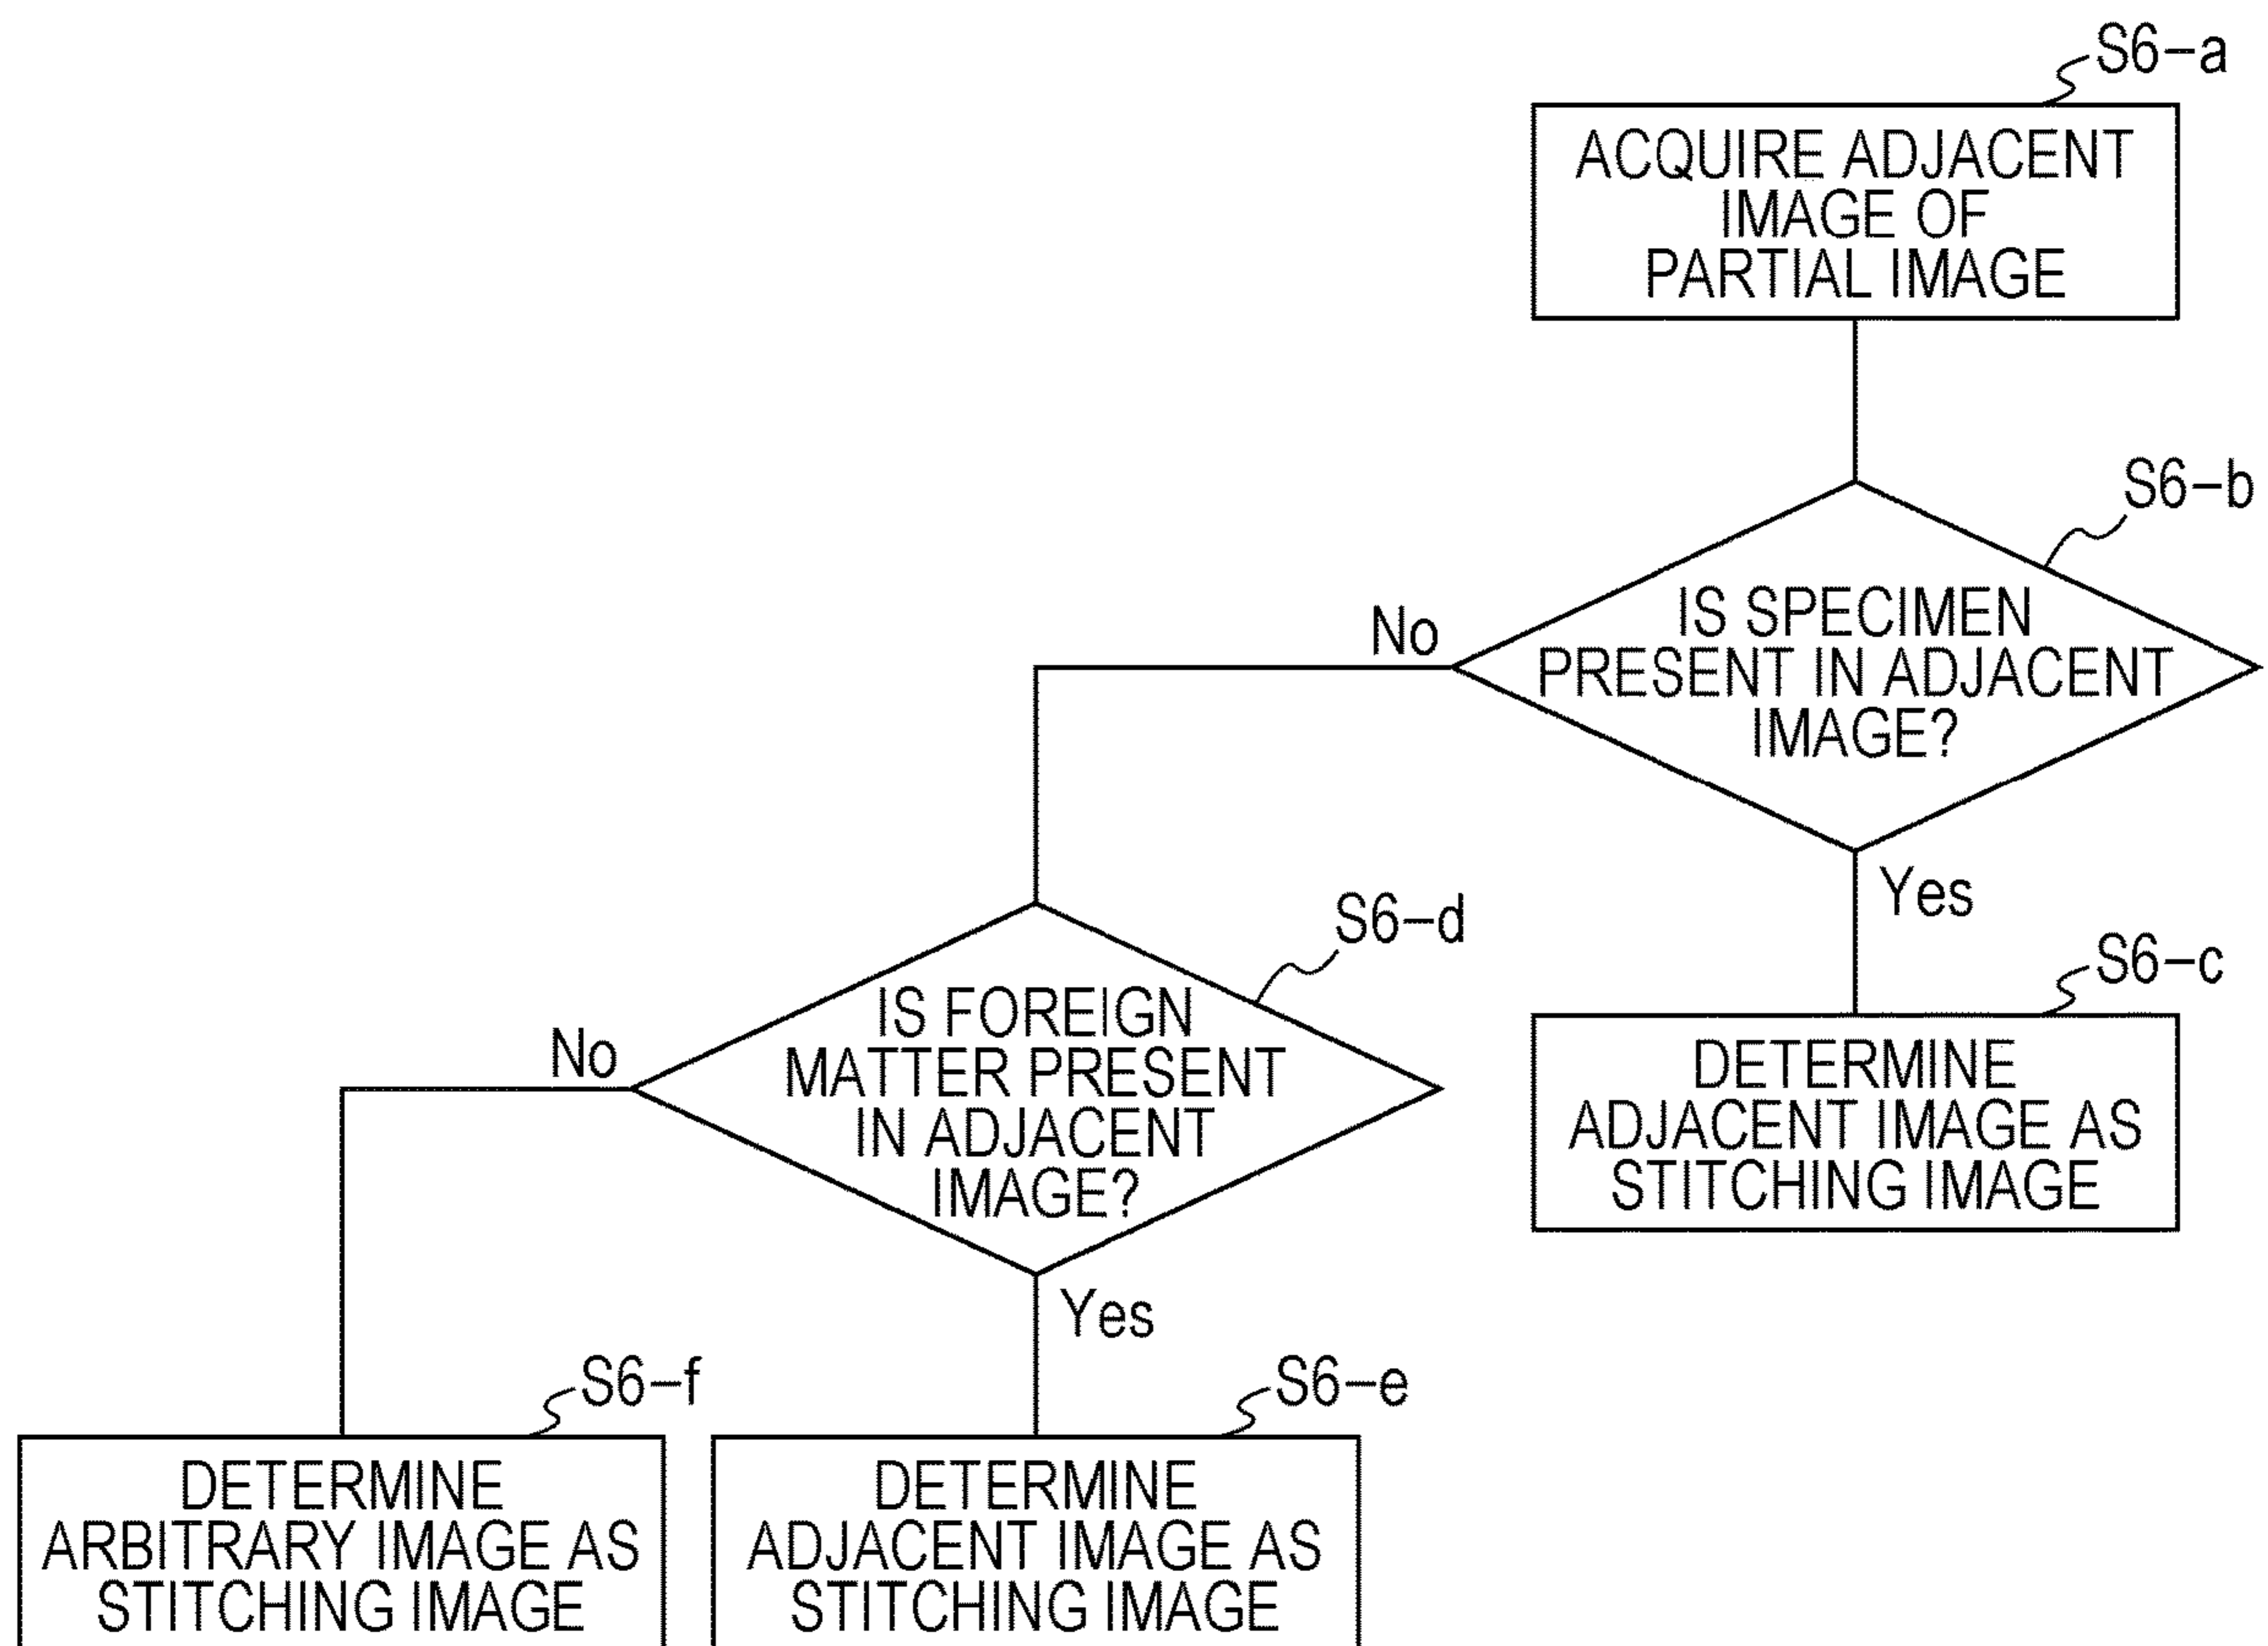 S6-a
ACQUIRE ADJACENT
IMAGE OF
PARTIAL IMAGE
S6-b
IS SPECIMEN
PRESENT IN ADJACENT
IMAGE?
No
Yes
S6-c
DETERMINE
ADJACENT IMAGE AS
STITCHING IMAGE
S6-d
IS FOREIGN
MATTER PRESENT
IN ADJACENT
IMAGE?
No
Yes
S6-f
DETERMINE
ARBITRARY IMAGE AS
STITCHING IMAGE
S6-e
DETERMINE
ADJACENT IMAGE AS
STITCHING IMAGE